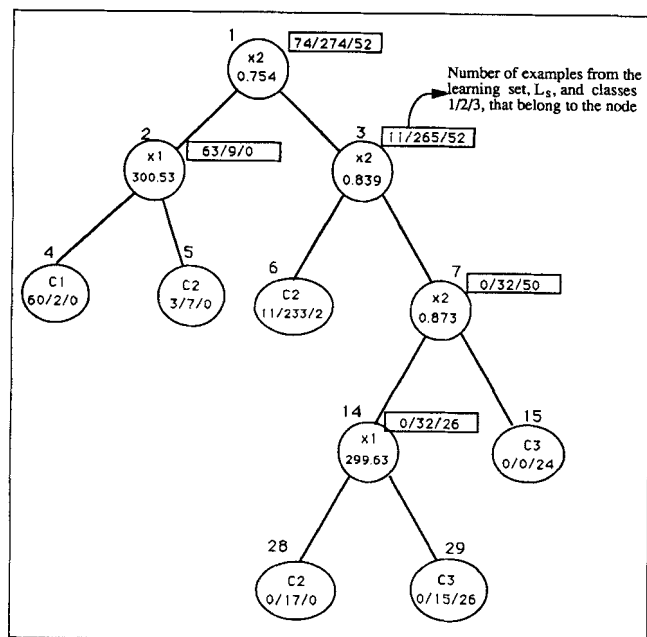 1
74/274/52
x2
0.754
Number of examples from the
learning set, Ls, and classes
1/2/3, that belong to the node
2
63/9/0
x1
300.53
3
11/265/52
x2
0.839
4
C1
60/2/0
5
C2
3/7/0
6
C2
11/233/2
7
0/32/50
x2
0.873
14
0/32/26
x1
299.63
15
C3
0/0/24
28
C2
0/17/0
29
C3
0/15/26